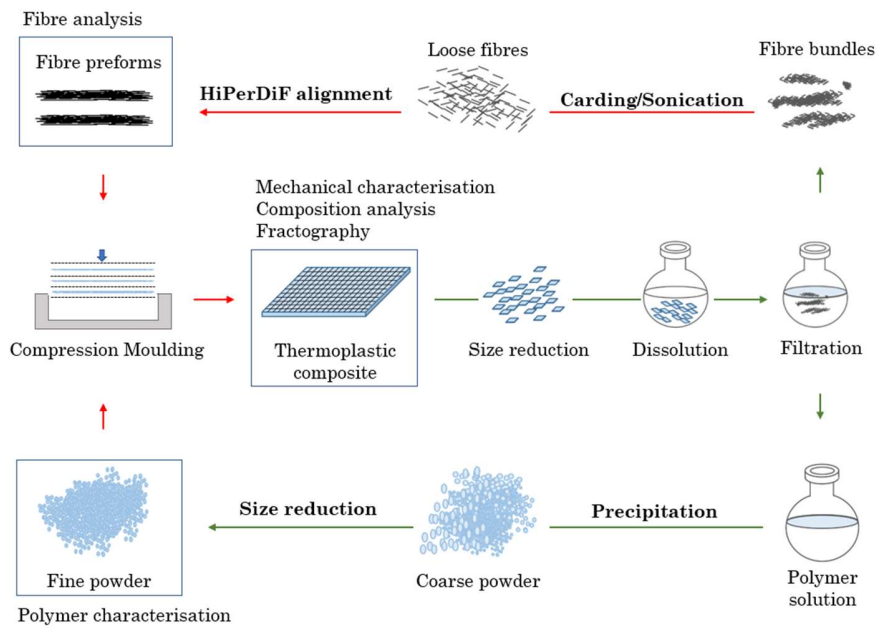 Fibre analysis
Fibre preforms
HiPerDiF alignment
Loose fibres
Carding/Sonication
Fibre bundles
Mechanical characterisation
Composition analysis
Fractography
Compression Moulding
Thermoplastic
composite
Size reduction
Dissolution
Filtration
Size reduction
Precipitation
Fine powder
Coarse powder
Polymer
solution
Polymer characterisation